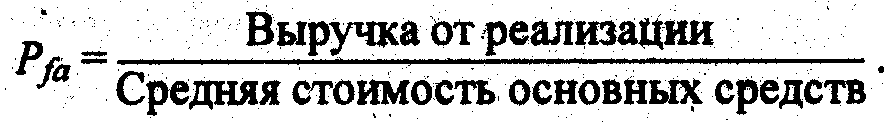 P_fa = Выручка от реализации
Средняя стоимость основных средств.